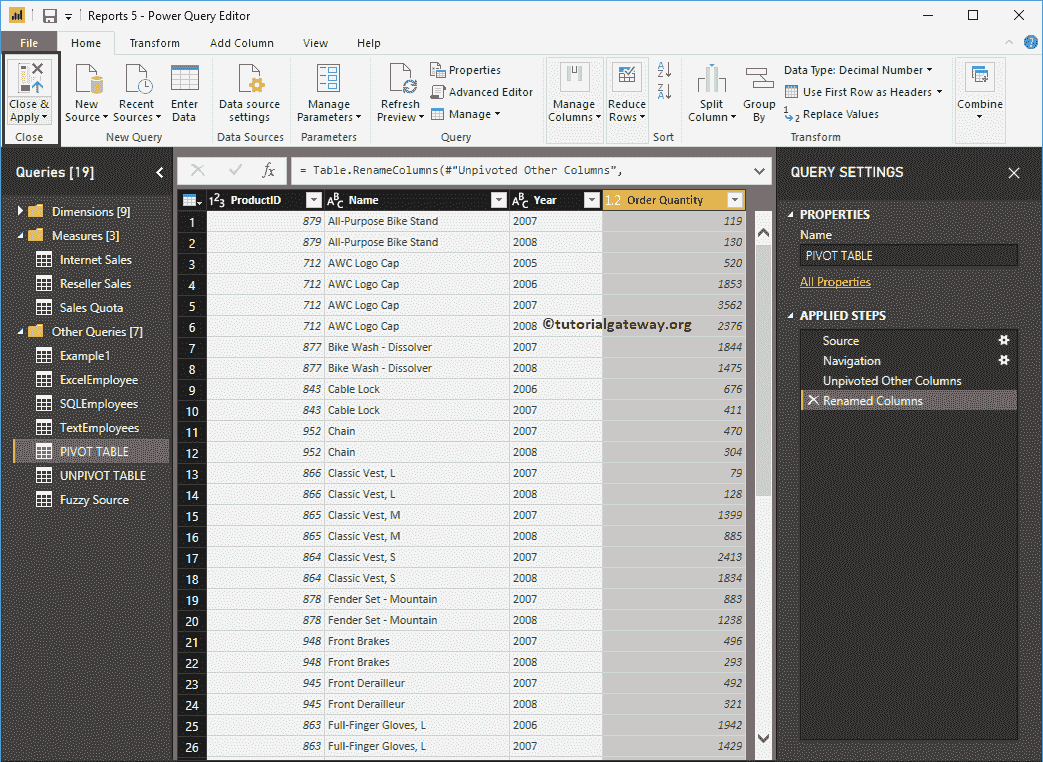 Reports 5 - Power Query Editor
File Home Transform Add Column View Help
Close & Apply
New Source
Recent Sources
Enter Data
Data source settings
Manage Parameters
Refresh Preview
Properties
Advanced Editor
Manage
Manage Columns
Reduce Rows
Split Column
Group By
Data Type: Decimal Number
Use First Row as Headers
Replace Values
Combine
Close New Query Data Sources Parameters Query Sort Transform
Queries [19]
Dimensions [9]
Measures [3]
Internet Sales
Reseller Sales
Sales Quota
Other Queries [7]
Example1
ExcelEmployee
SQLEmployees
TextEmployees
PIVOT TABLE
UNPIVOT TABLE
Fuzzy Source
fx = Table.RenameColumns(#"Unpivoted Other Columns",
123 ProductID ABC Name ABC Year 1.2 Order Quantity
1 879 All-Purpose Bike Stand 2007 119
2 879 All-Purpose Bike Stand 2008 130
3 712 AWC Logo Cap 2005 520
4 712 AWC Logo Cap 2006 1853
5 712 AWC Logo Cap 2007 3562
6 712 AWC Logo Cap 2008 2376
©tutorialgateway.org
7 877 Bike Wash - Dissolver 2007 1844
8 877 Bike Wash - Dissolver 2008 1475
9 843 Cable Lock 2006 676
10 843 Cable Lock 2007 411
11 952 Chain 2007 470
12 952 Chain 2008 304
13 866 Classic Vest, L 2007 79
14 866 Classic Vest, L 2008 128
15 865 Classic Vest, M 2007 1399
16 865 Classic Vest, M 2008 885
17 864 Classic Vest, S 2007 2413
18 864 Classic Vest, S 2008 1834
19 878 Fender Set - Mountain 2007 883
20 878 Fender Set - Mountain 2008 1238
21 948 Front Brakes 2007 496
22 948 Front Brakes 2008 293
23 945 Front Derailleur 2007 492
24 945 Front Derailleur 2008 321
25 863 Full-Finger Gloves, L 2006 1942
26 863 Full-Finger Gloves, L 2007 1429
QUERY SETTINGS
PROPERTIES
Name
PIVOT TABLE
All Properties
APPLIED STEPS
Source
Navigation
Unpivoted Other Columns
Renamed Columns